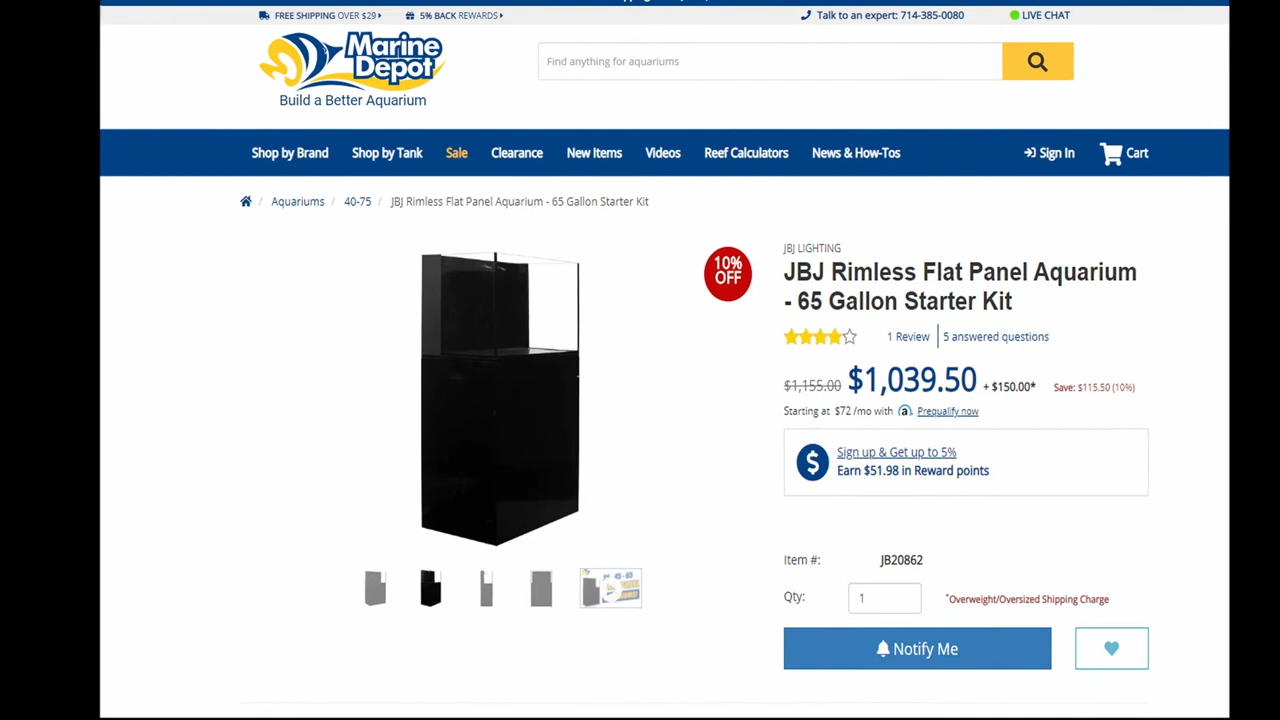 FREE SHIPPING OVER $29
5% BACK REWARDS
Talk to an expert: 714-385-0080
LIVE CHAT
Marine
Depot
Build a Better Aquarium
Find anything for aquariums
Shop by Brand
Shop by Tank
Sale
Clearance
New Items
Videos
Reef Calculators
News & How-Tos
Sign In
Cart
/ Aquariums / 40-75 / JBJ Rimless Flat Panel Aquarium - 65 Gallon Starter Kit
10%
OFF
JBJ LIGHTING
JBJ Rimless Flat Panel Aquarium
- 65 Gallon Starter Kit
1 Review
5 answered questions
$1,155.00 $1,039.50 + $150.00* Save: $115.50 (10%)
Starting at $72 /mo with a Prequalify now
$
Sign up & Get up to 5%
Earn $51.98 in Reward points
Item #: JB20862
Qty: 1 *Overweight/Oversized Shipping Charge
Notify Me